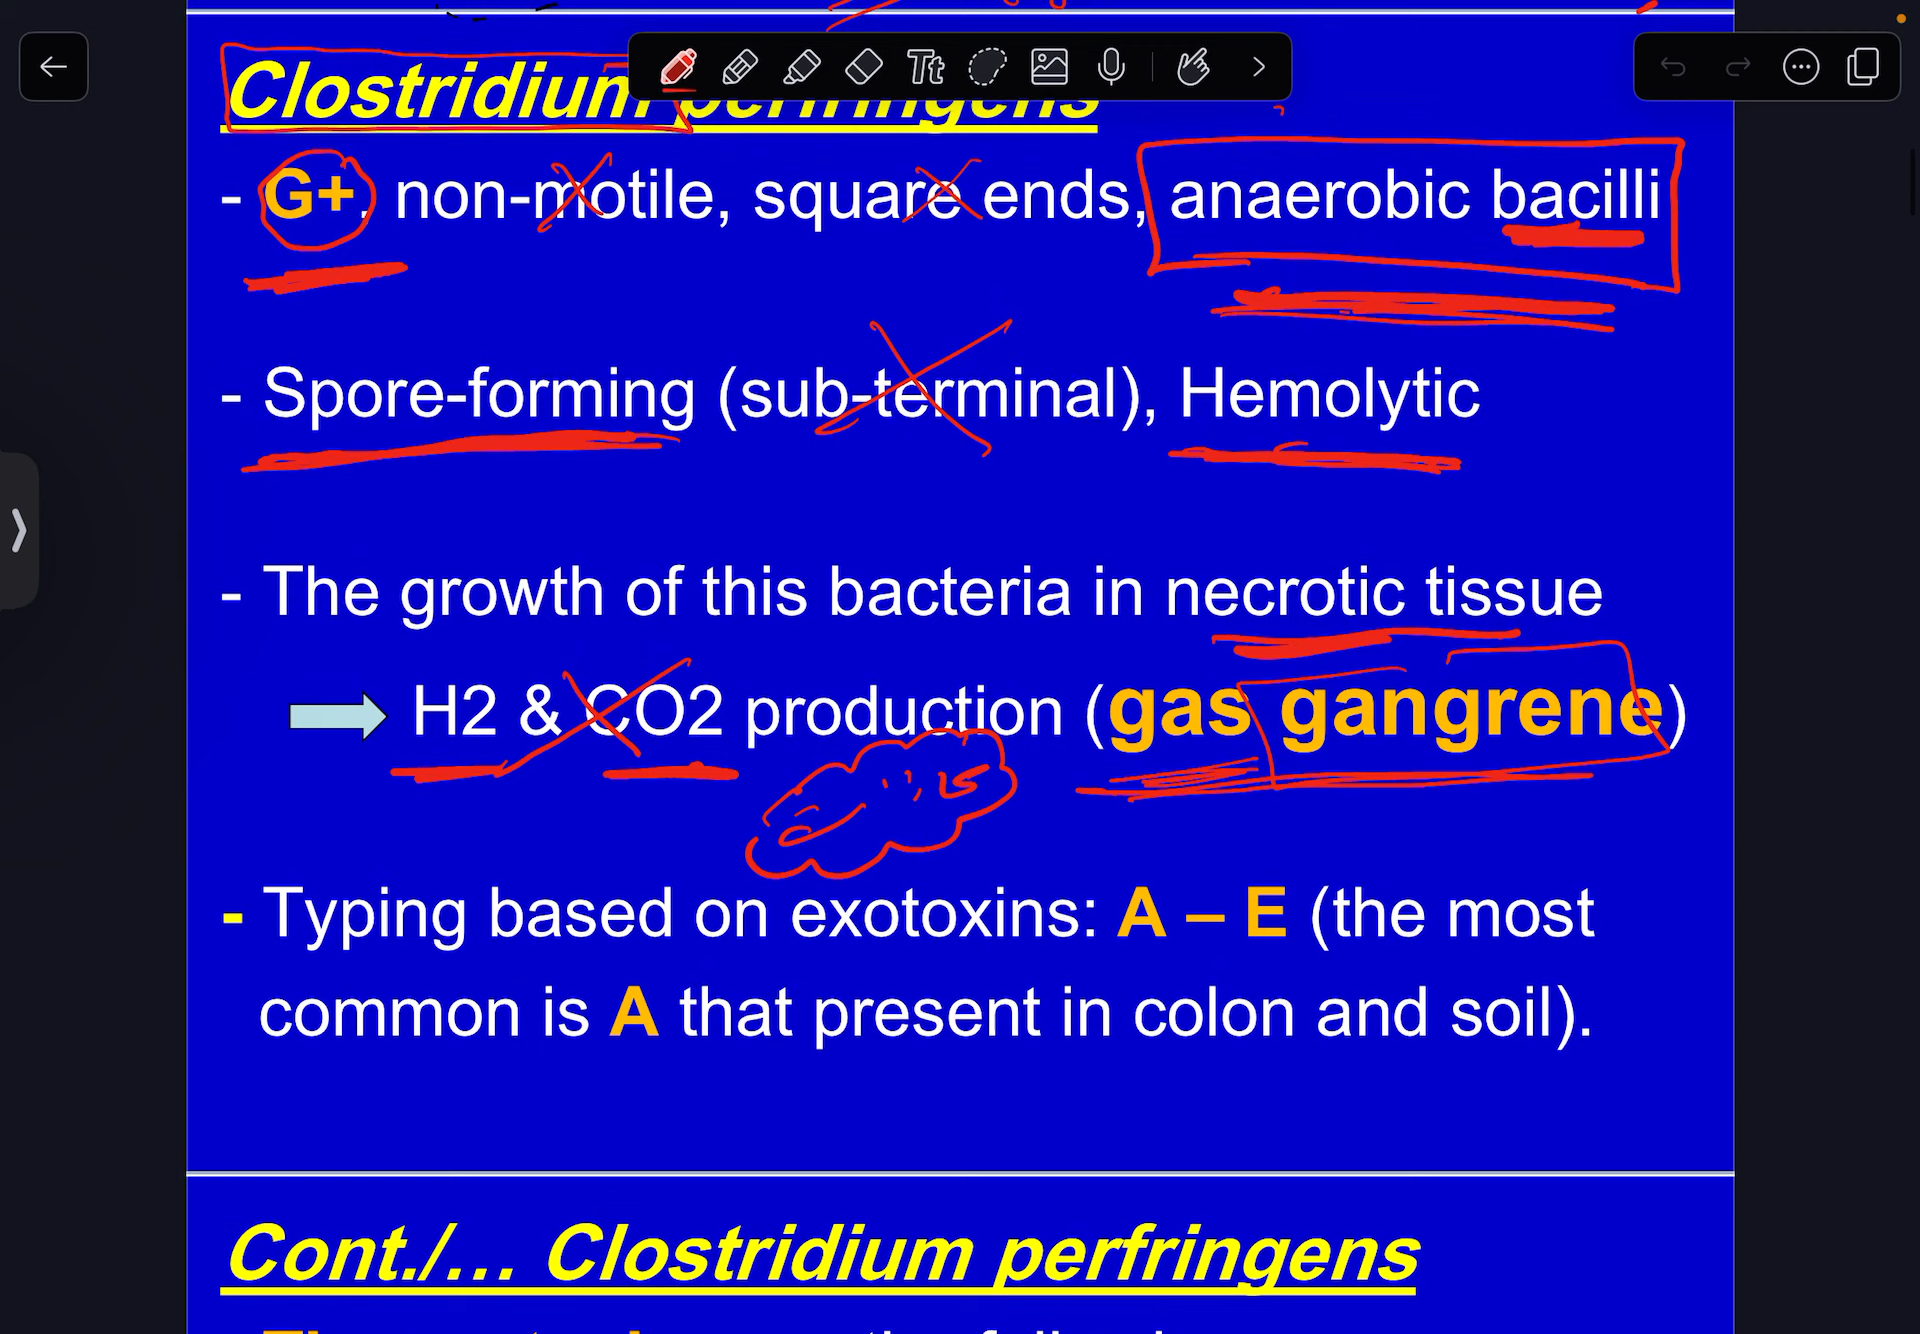 Clostridium perfringens
- G+, non-motile, square ends, anaerobic bacilli
- Spore-forming (sub-terminal), Hemolytic
- The growth of this bacteria in necrotic tissue
H2 & CO2 production (gas gangrene)
- Typing based on exotoxins: A – E (the most
common is A that present in colon and soil).
Cont./... Clostridium perfringens